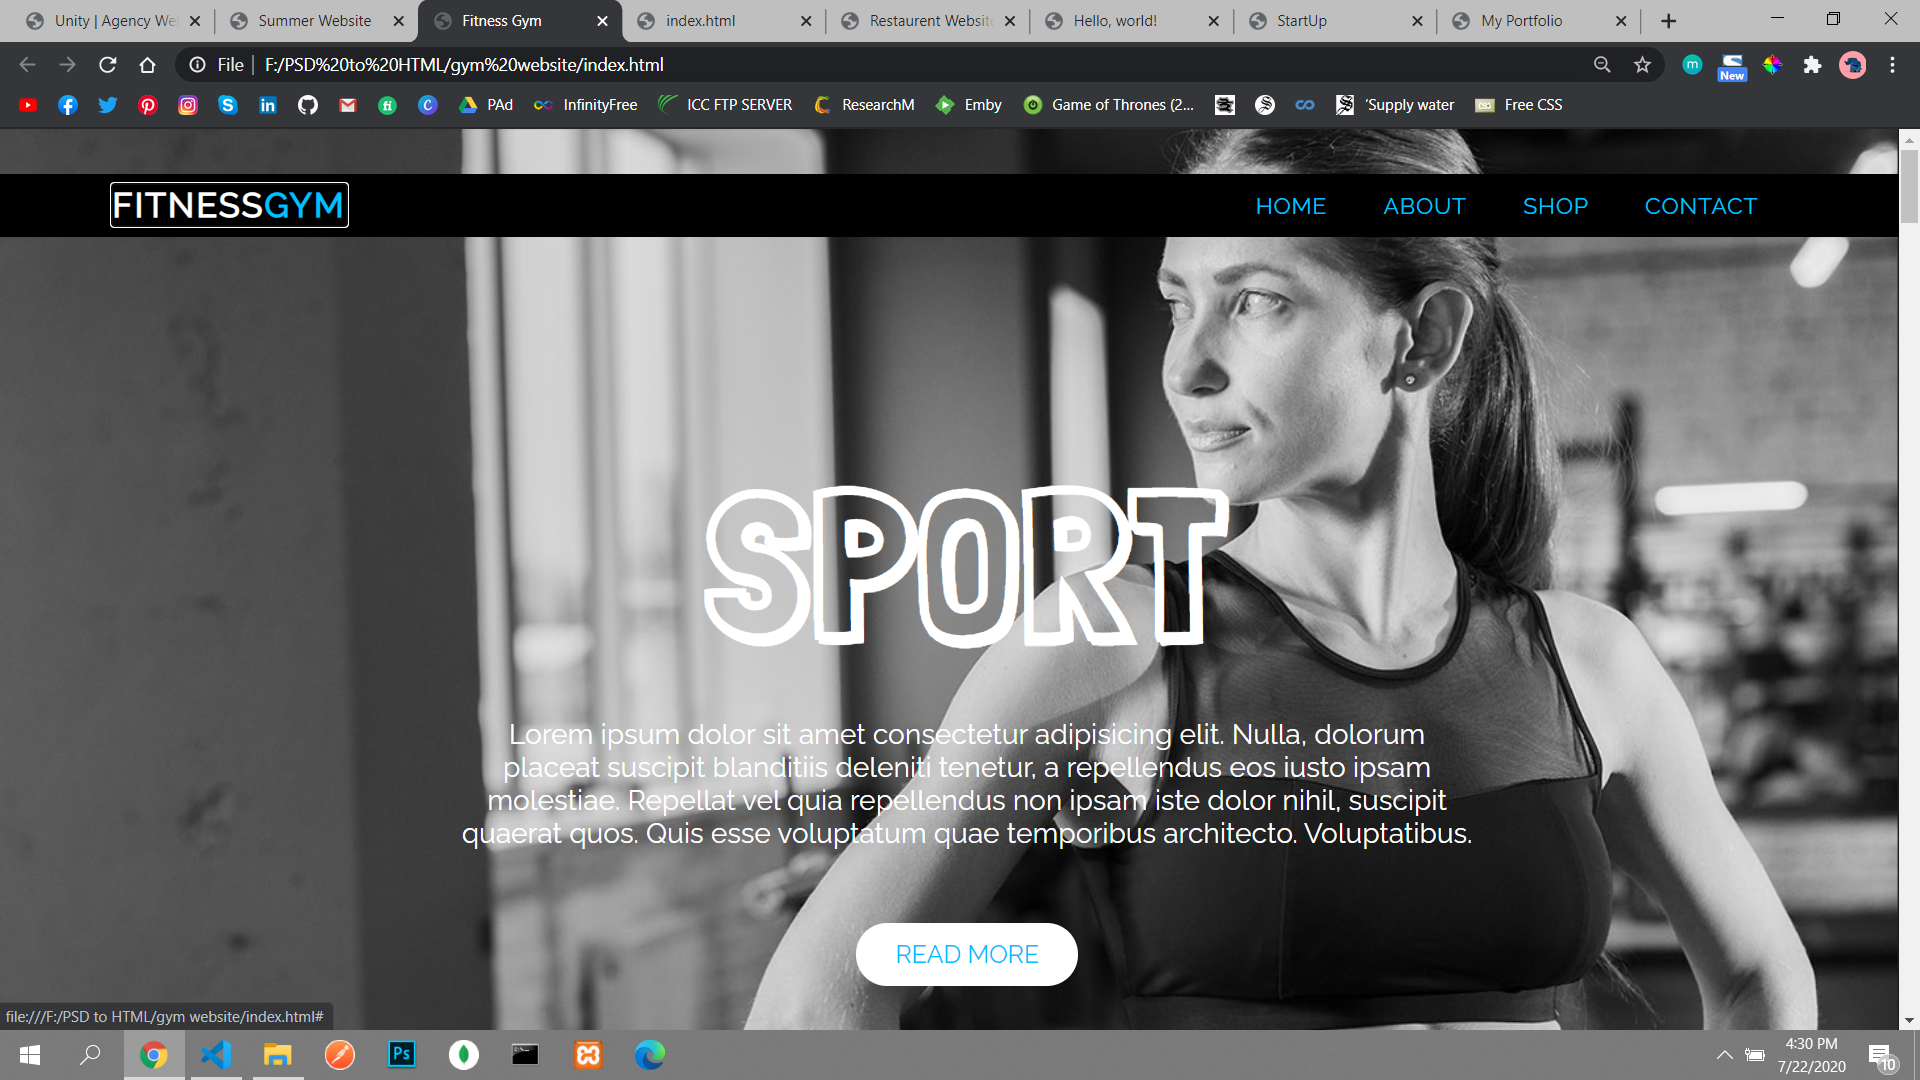 Unity | Agency We
Summer Website
Fitness Gym
index.html
Restaurent Website
Hello, world!
StartUp
My Portfolio
File | F:/PSD%20to%20HTML/gym%20website/index.html
m
New
PAd
InfinityFree
ICC FTP SERVER
ResearchM
Emby
Game of Thrones (2...
'Supply water
Free CSS
FITNESSGYM
HOME
ABOUT
SHOP
CONTACT
SPORT
Lorem ipsum dolor sit amet consectetur adipisicing elit. Nulla, dolorum
placeat suscipit blanditiis deleniti tenetur, a repellendus eos iusto ipsam
molestiae. Repellat vel quia repellendus non ipsam iste dolor nihil, suscipit
quaerat quos. Quis esse voluptatum quae temporibus architecto. Voluptatibus.
READ MORE
file:///F:/PSD to HTML/gym website/index.html#
Ps
4:30 PM
7/22/2020
10